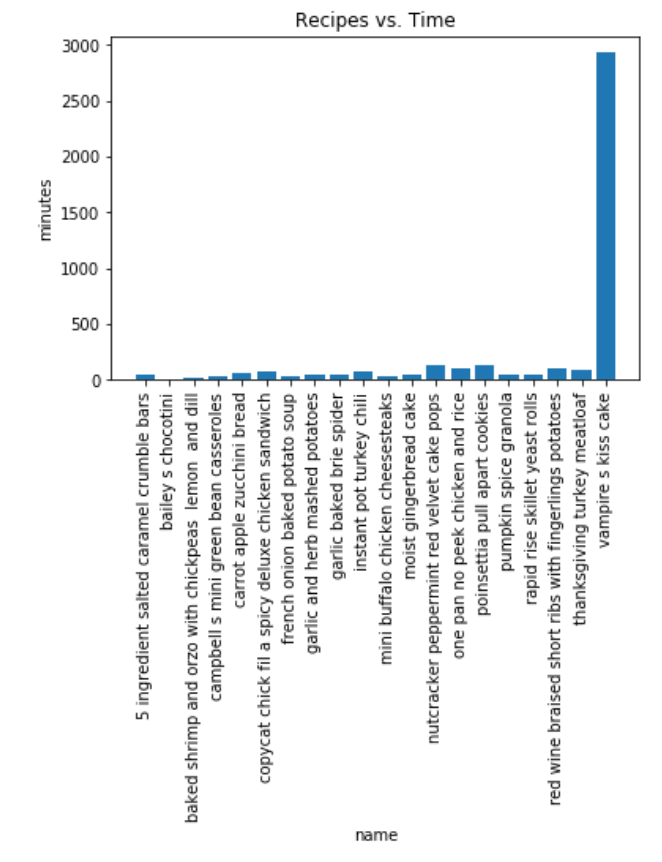 Recipes vs. Time
3000
2500
2000
1500
1000
500
0
minutes
5 ingredient salted caramel crumble bars
bailey s chocotini
baked shrimp and orzo with chickpeas  lemon  and dill
campbell s mini green bean casseroles
carrot apple zucchini bread
copycat chick fil a spicy deluxe chicken sandwich
french onion baked potato soup
garlic and herb mashed potatoes
garlic baked brie spider
instant pot turkey chili
mini buffalo chicken cheesesteaks
moist gingerbread cake
nutcracker peppermint red velvet cake pops
one pan no peek chicken and rice
poinsettia pull apart cookies
pumpkin spice granola
rapid rise skillet yeast rolls
red wine braised short ribs with fingerlings potatoes
thanksgiving turkey meatloaf
vampire s kiss cake
name